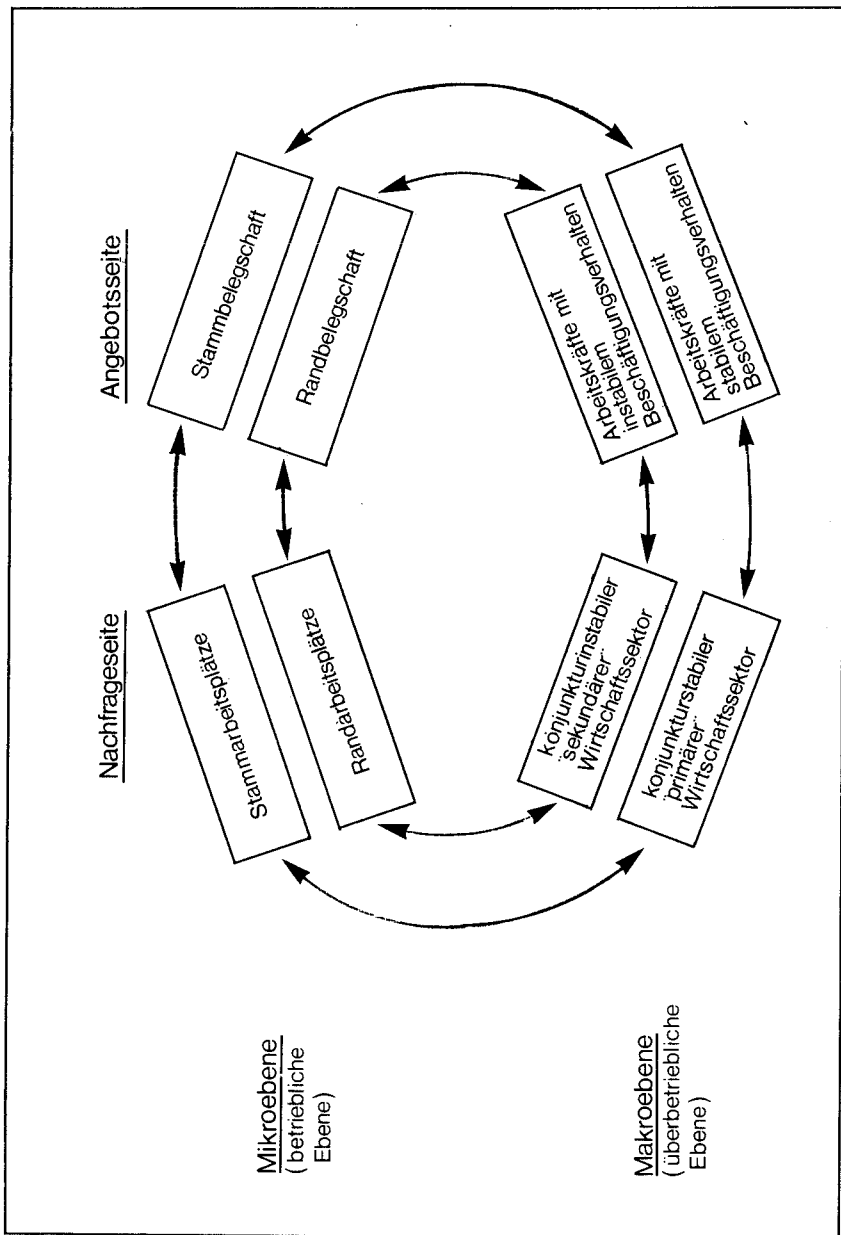 Nachfrageseite
Angebotsseite
Mikroebene
(betriebliche
Ebene)
Stammarbeitsplätze
Stammbelegschaft
Randarbeitsplätze
Randbelegschaft
Makroebene
(überbetriebliche
Ebene)
konjunkturinstabiler
"sekundärer"
Wirtschaftssektor
Arbeitskräfte mit
instabilem
Beschäftigungsverhalten
konjunkturstabiler
"primärer"
Wirtschaftssektor
Arbeitskräfte mit
stabilem
Beschäftigungsverhalten